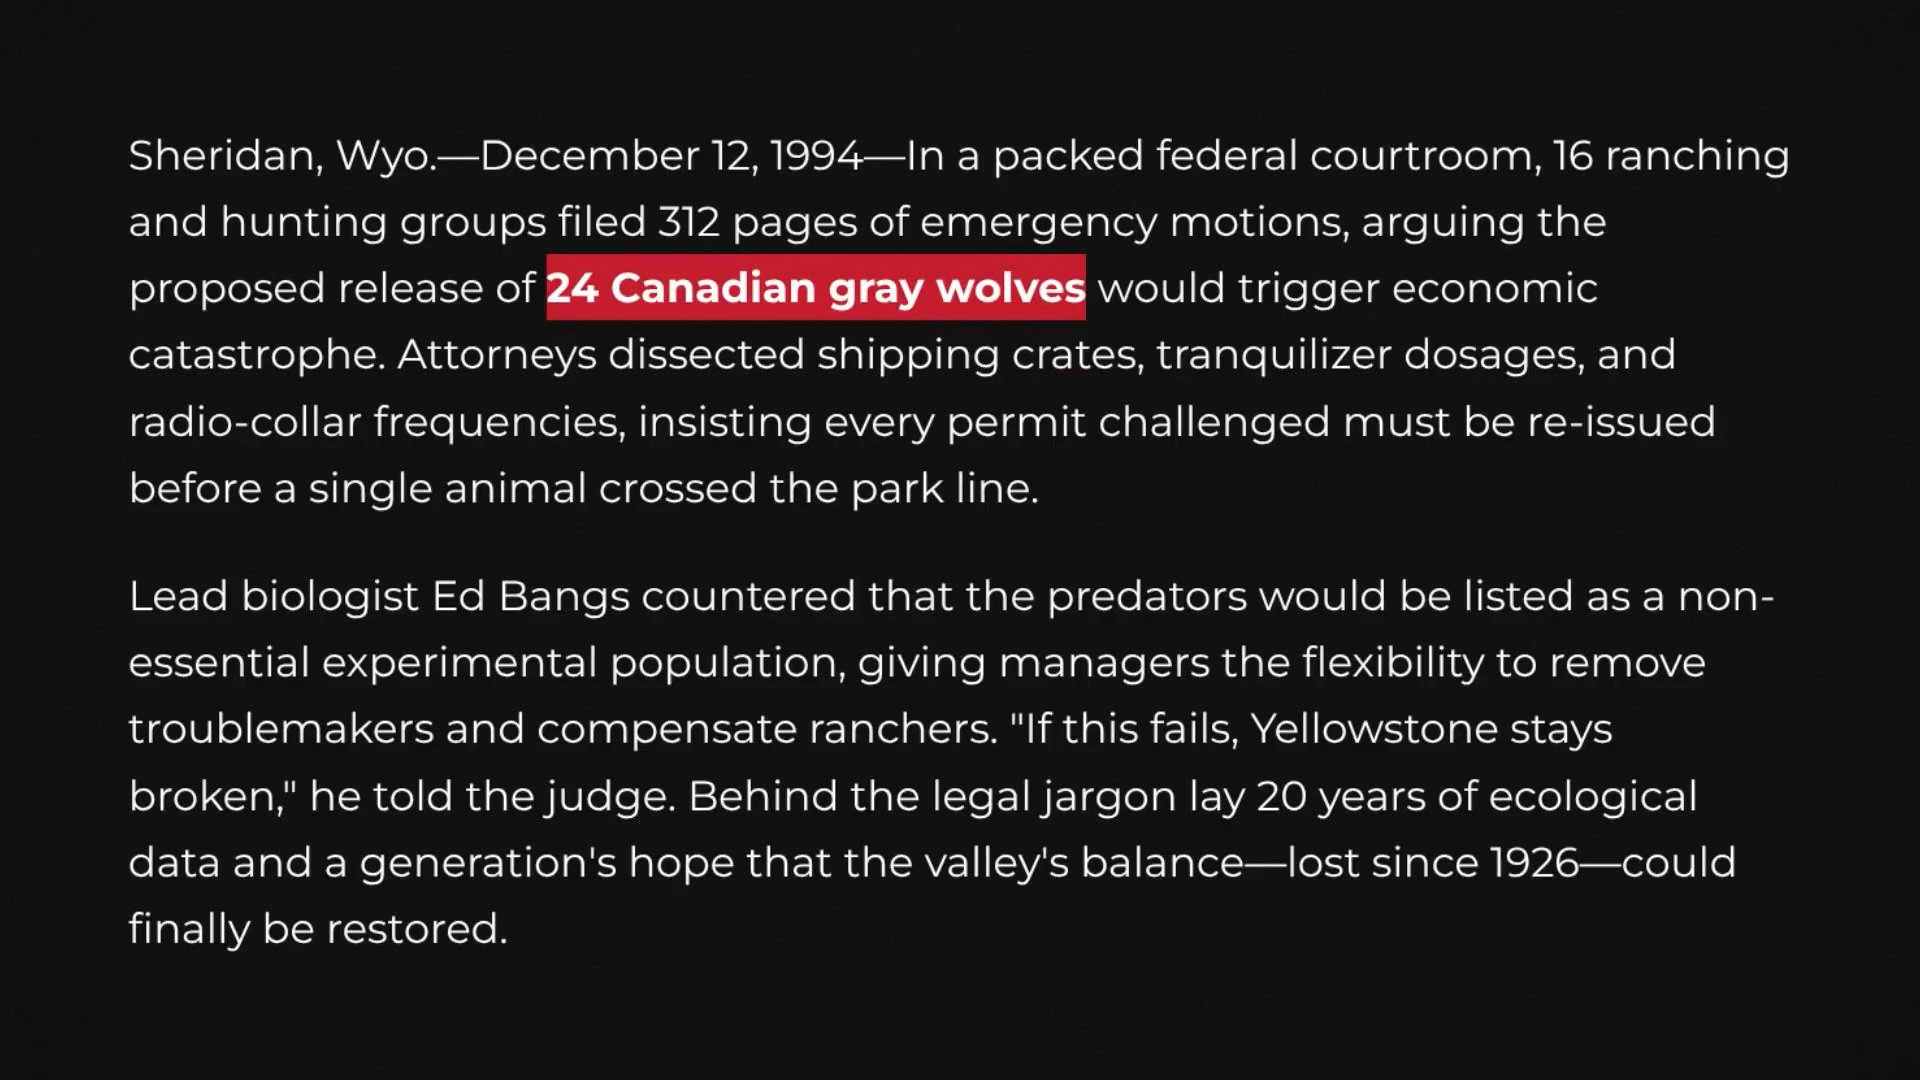 Sheridan, Wyo.—December 12, 1994—In a packed federal courtroom, 16 ranching
and hunting groups filed 312 pages of emergency motions, arguing the
proposed release of 24 Canadian gray wolves would trigger economic
catastrophe. Attorneys dissected shipping crates, tranquilizer dosages, and
radio-collar frequencies, insisting every permit challenged must be re-issued
before a single animal crossed the park line.
Lead biologist Ed Bangs countered that the predators would be listed as a non-
essential experimental population, giving managers the flexibility to remove
troublemakers and compensate ranchers. "If this fails, Yellowstone stays
broken," he told the judge. Behind the legal jargon lay 20 years of ecological
data and a generation's hope that the valley's balance—lost since 1926—could
finally be restored.